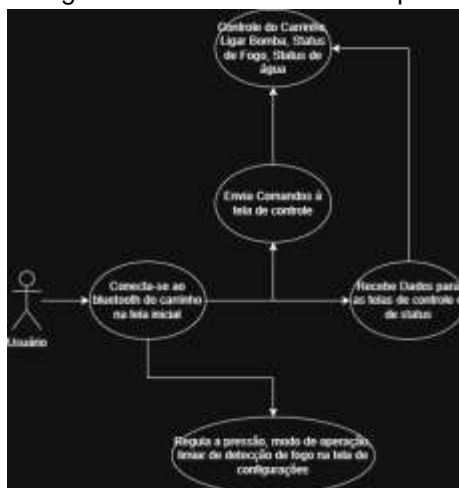 Controle do Carrinho,
Ligar Bomba, Status
de Fogo, Status de
água
Envia Comandos à
tela de controle
Conecta-se ao
bluetooth do carrinho
na tela inicial
Recebe Dados para
as telas de controle e
de status
Usuário
Regula a pressão, modo de operação,
limiar de detecção de fogo na tela de
configurações